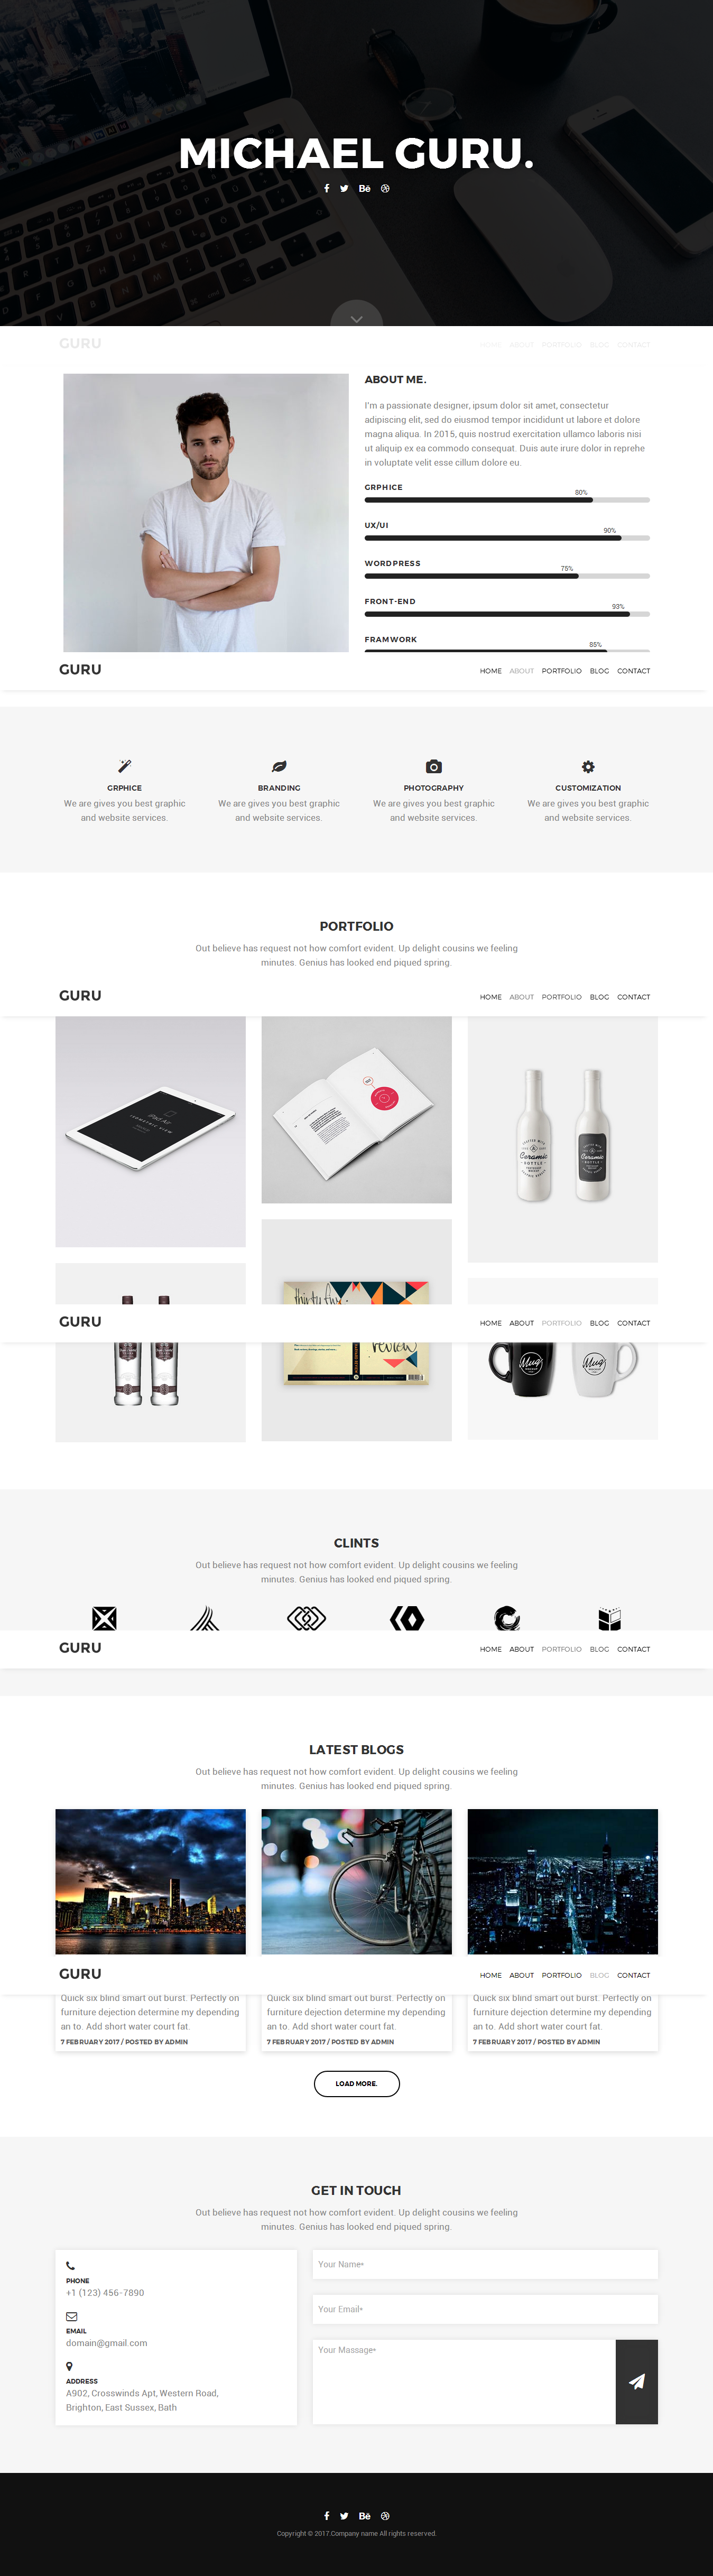 MICHAEL GURU.
Bē
GURU
HOME ABOUT PORTFOLIO BLOG CONTACT
ABOUT ME.
I'm a passionate designer, ipsum dolor sit amet, consectetur
adipiscing elit, sed do eiusmod tempor incididunt ut labore et dolore
magna aliqua. In 2015, quis nostrud exercitation ullamco laboris nisi
ut aliquip ex ea commodo consequat. Duis aute irure dolor in reprehe
in voluptate velit esse cillum dolore eu.
GRPHICE
80%
UX/UI
90%
WORDPRESS
75%
FRONT-END
93%
FRAMWORK
85%
GURU
HOME ABOUT PORTFOLIO BLOG CONTACT
GRPHICE
We are gives you best graphic
and website services.
BRANDING
We are gives you best graphic
and website services.
PHOTOGRAPHY
We are gives you best graphic
and website services.
CUSTOMIZATION
We are gives you best graphic
and website services.
PORTFOLIO
Out believe has request not how comfort evident. Up delight cousins we feeling
minutes. Genius has looked end piqued spring.
GURU
HOME ABOUT PORTFOLIO BLOG CONTACT
iPad Air
ISOMETRIC VIEW
Ceramic
BOTTLE
Ceramic
BOTTLE
thirty five
GURU
HOME ABOUT PORTFOLIO BLOG CONTACT
review
Mug
Mug
CLINTS
Out believe has request not how comfort evident. Up delight cousins we feeling
minutes. Genius has looked end piqued spring.
GURU
HOME ABOUT PORTFOLIO BLOG CONTACT
LATEST BLOGS
Out believe has request not how comfort evident. Up delight cousins we feeling
minutes. Genius has looked end piqued spring.
GURU
HOME ABOUT PORTFOLIO BLOG CONTACT
Quick six blind smart out burst. Perfectly on
furniture dejection determine my depending
an to. Add short water court fat.
7 FEBRUARY 2017 / POSTED BY ADMIN
Quick six blind smart out burst. Perfectly on
furniture dejection determine my depending
an to. Add short water court fat.
7 FEBRUARY 2017 / POSTED BY ADMIN
Quick six blind smart out burst. Perfectly on
furniture dejection determine my depending
an to. Add short water court fat.
7 FEBRUARY 2017 / POSTED BY ADMIN
LOAD MORE.
GET IN TOUCH
Out believe has request not how comfort evident. Up delight cousins we feeling
minutes. Genius has looked end piqued spring.
PHONE
+1 (123) 456-7890
EMAIL
domain@gmail.com
ADDRESS
A902, Crosswinds Apt, Western Road,
Brighton, East Sussex, Bath
Your Name*
Your Email*
Your Massage*
Bē
Copyright © 2017.Company name All rights reserved.